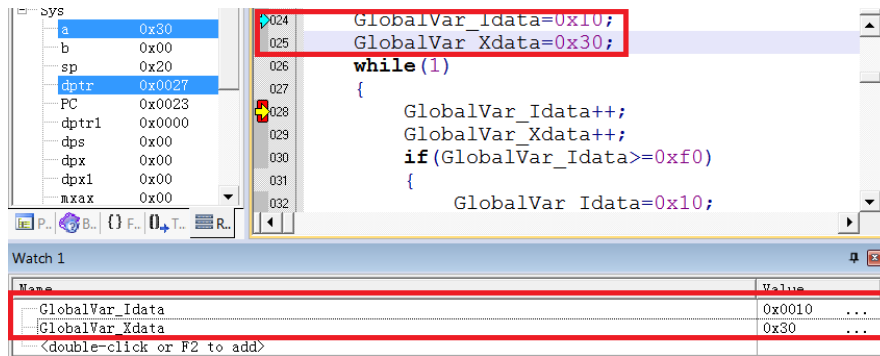 Sys
a 0x30
b 0x00
sp 0x20
dptr 0x0027
PC 0x0023
dptr1 0x0000
dps 0x00
dpx 0x00
dpx1 0x00
mxax 0x00
P.. B.. {} F.. 0→ T.. R..
024 GlobalVar_Idata=0x10;
025 GlobalVar_Xdata=0x30;
026 while(1)
027 {
028 GlobalVar_Idata++;
029 GlobalVar_Xdata++;
030 if(GlobalVar_Idata>=0xf0)
031 {
032 GlobalVar_Idata=0x10;
Watch 1
Name Value
GlobalVar_Idata 0x0010 ...
GlobalVar_Xdata 0x30 ...
<double-click or F2 to add>